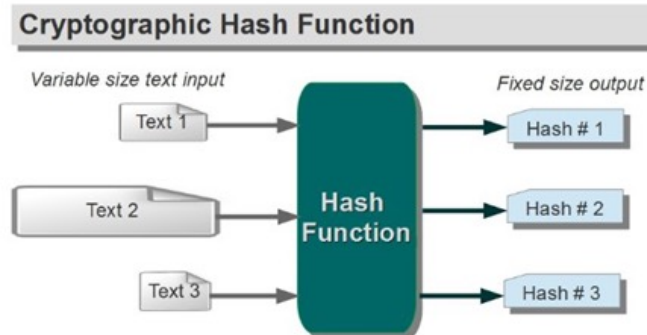 Cryptographic Hash Function
Variable size text input
Fixed size output
Text 1
Hash # 1
Text 2
Hash
Function
Hash # 2
Text 3
Hash # 3